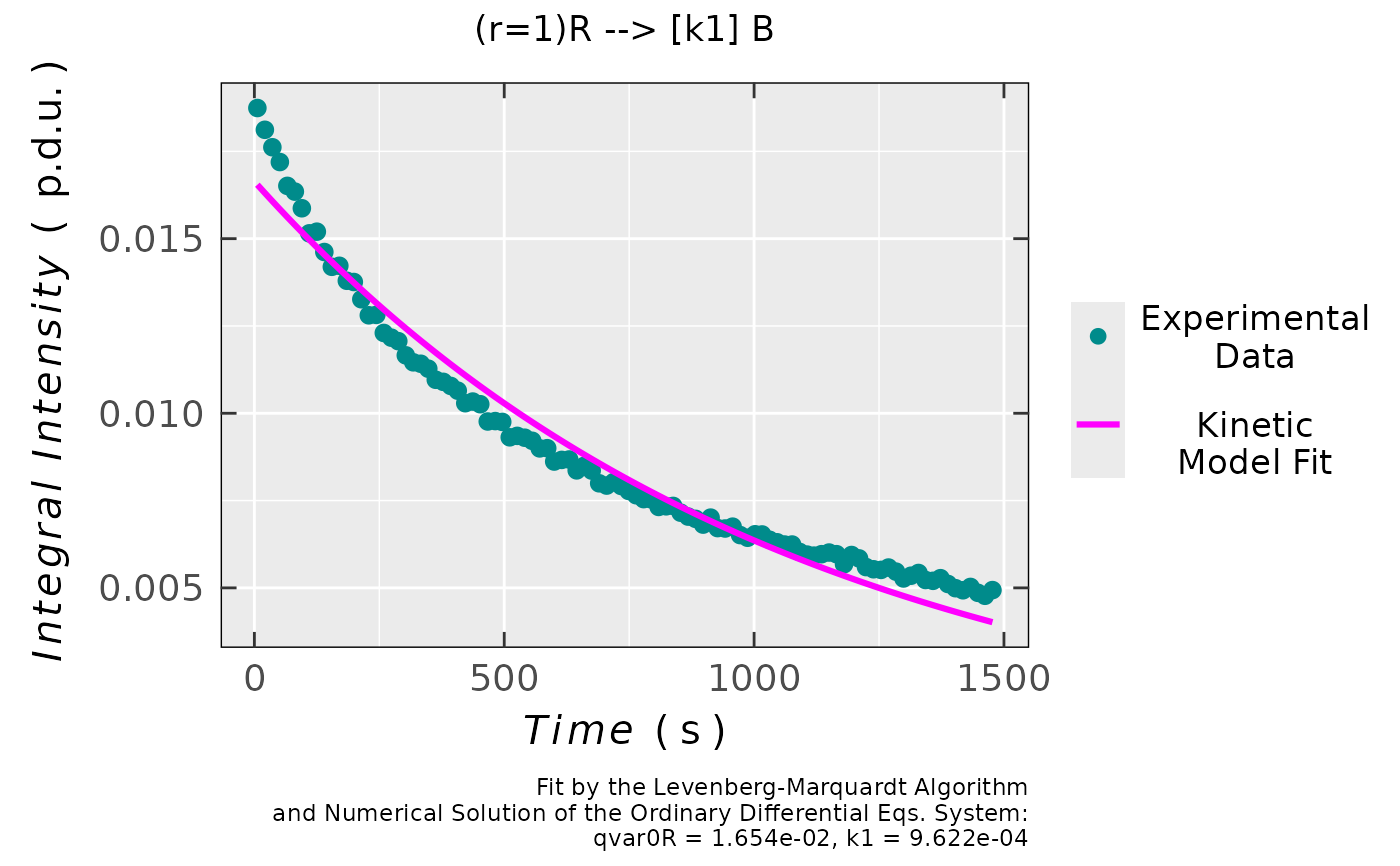 (r=1)R --> [k1] B
Integral Intensity ( p.d.u. )
0.015
0.010
0.005
0 500 1000 1500
Time ( s )
Experimental
Data
Kinetic
Model Fit
Fit by the Levenberg-Marquardt Algorithm
and Numerical Solution of the Ordinary Differential Eqs. System:
qvar0R = 1.654e-02, k1 = 9.622e-04